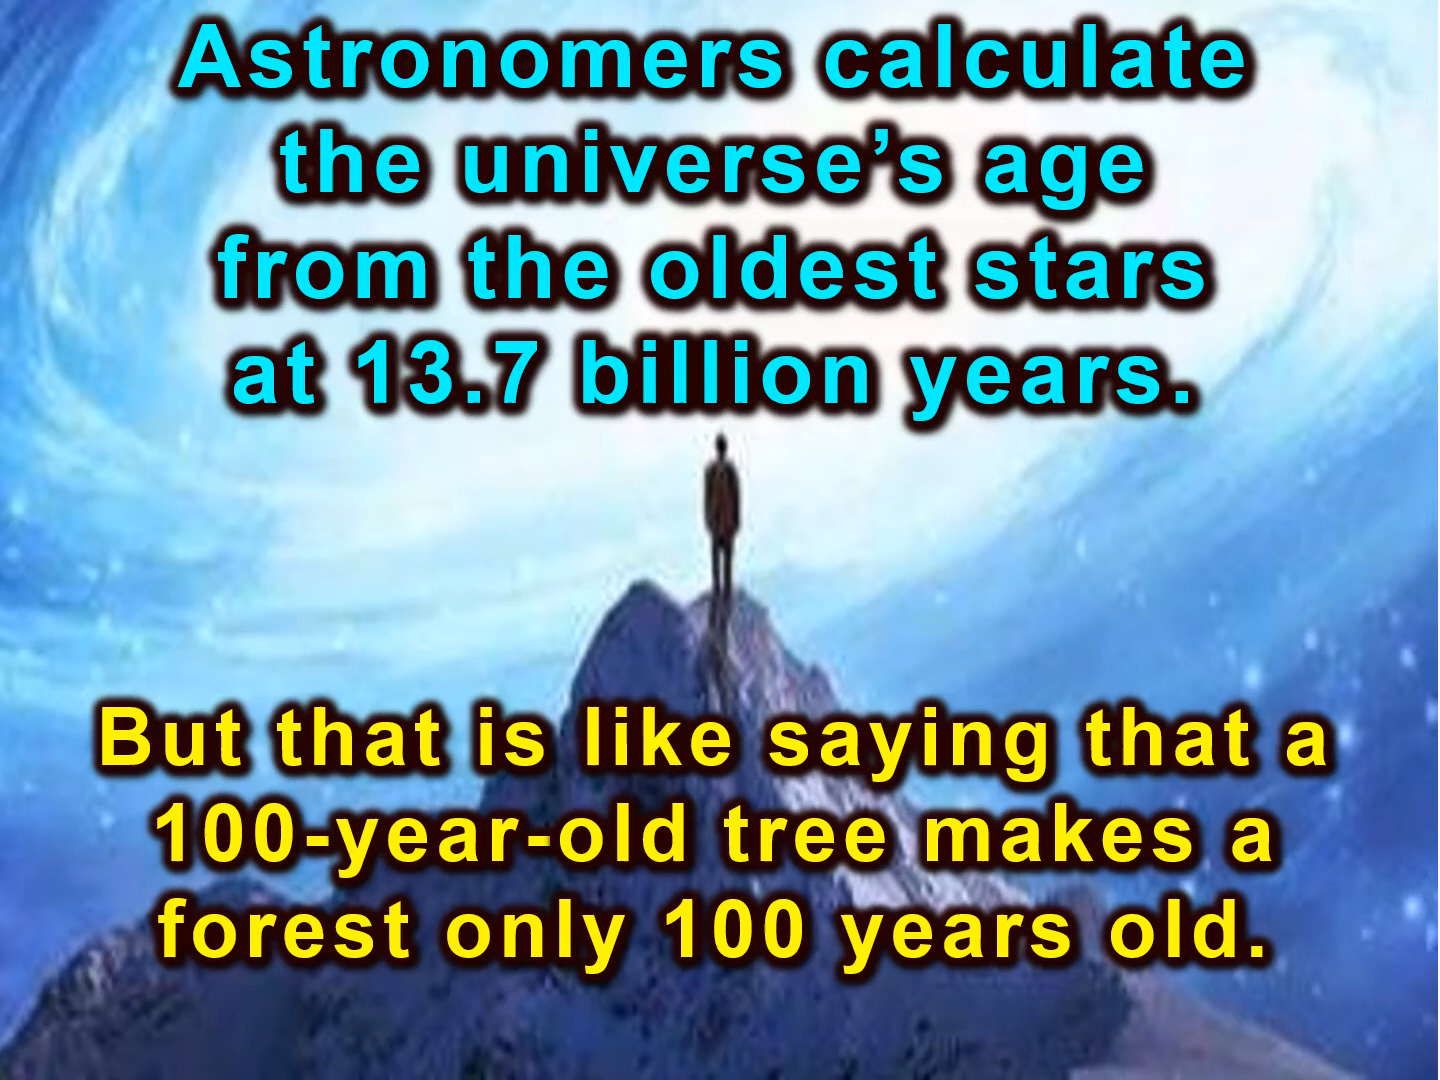 Astronomers calculate
the universe’s age
from the oldest stars
at 13.7 billion years.
But that is like saying that a
100-year-old tree makes a
forest only 100 years old.